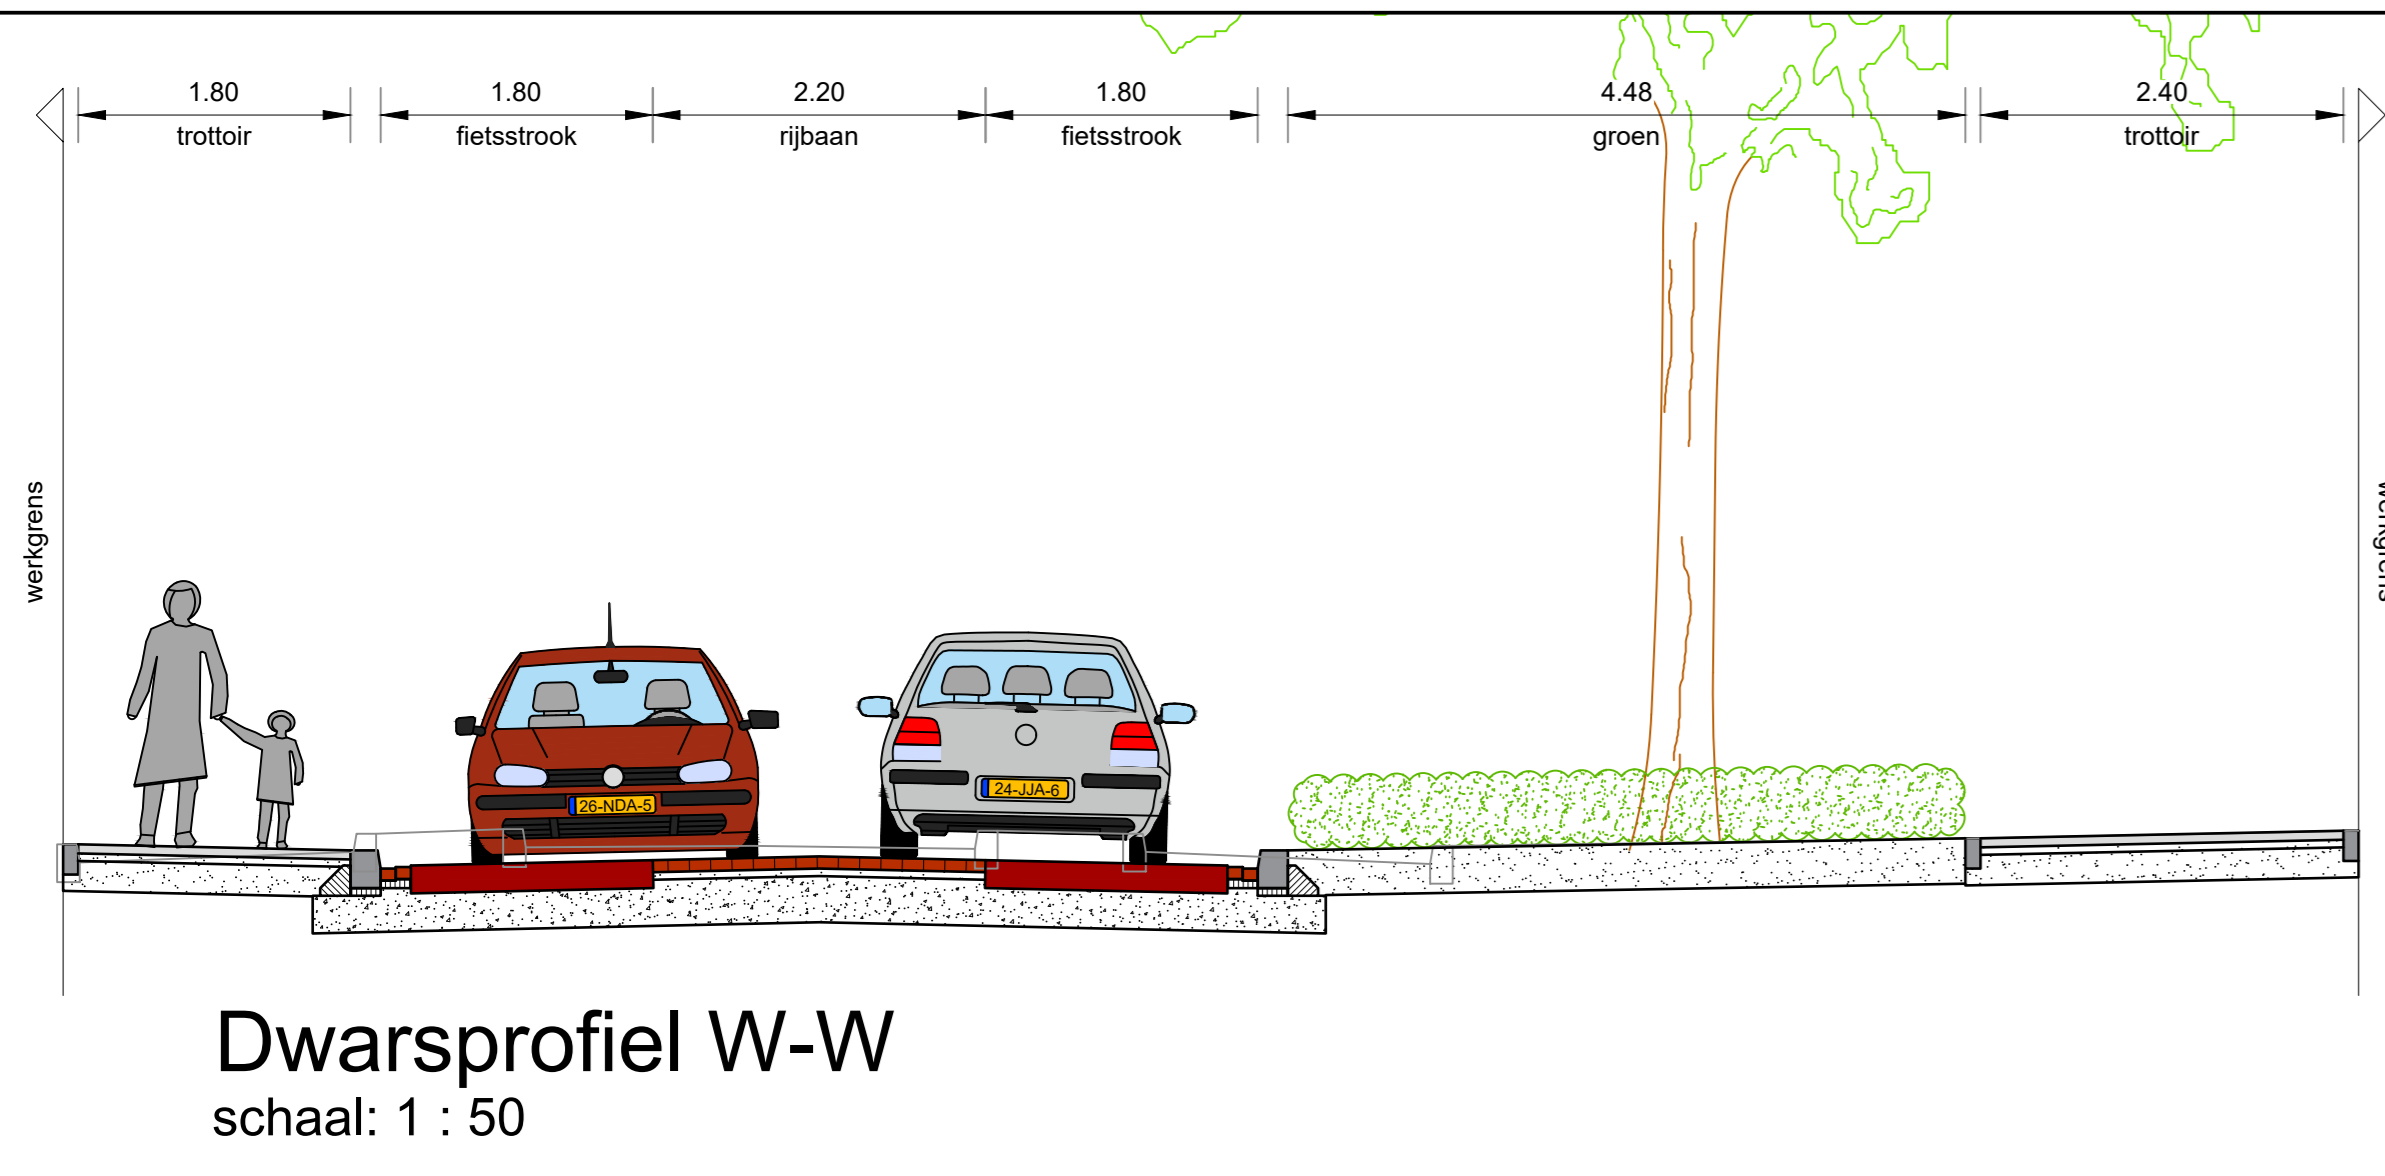 1.80 1.80 2.20 1.80 4.48 2.40
trottoir fietsstrook rijbaan fietsstrook groen trottoir
werkgrens
werkgrens
26-NDA-5
24-JJA-6
Dwarsprofiel W-W
schaal: 1 : 50